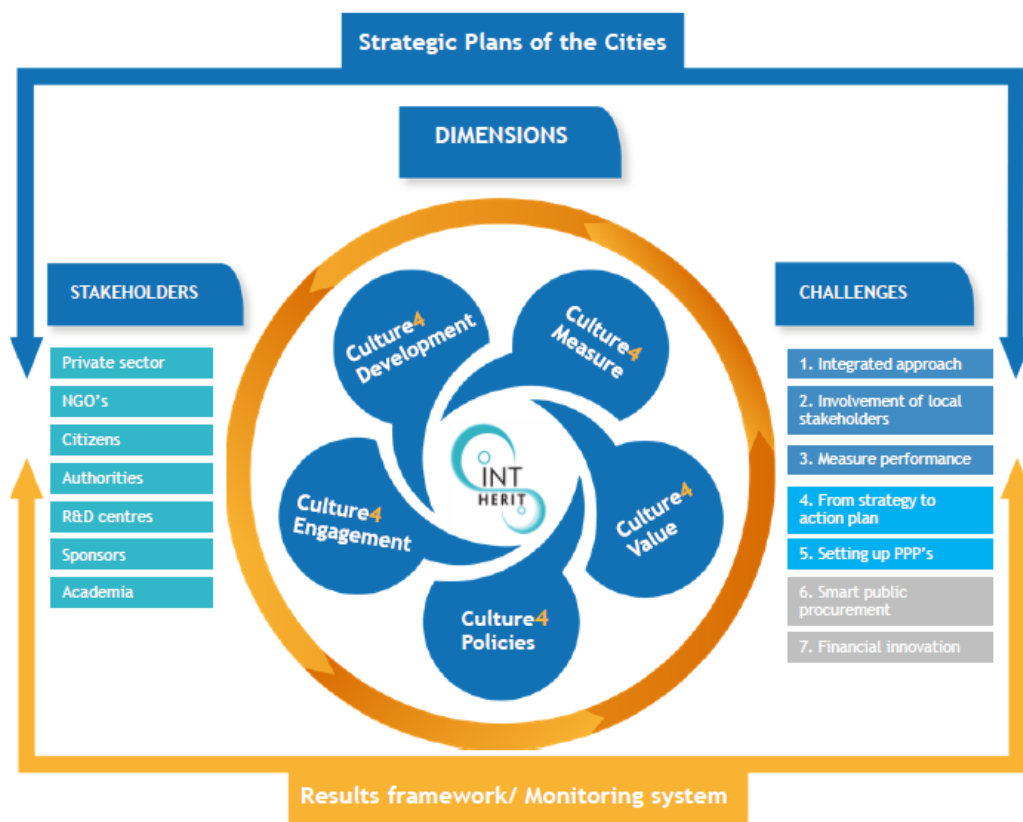 Strategic Plans of the Cities
DIMENSIONS
STAKEHOLDERS
Private sector
NGO's
Citizens
Authorities
R&D centres
Sponsors
Academia
Culture4
Development
Culture4
Measure
Culture4
Engagement
Culture4
Value
Culture4
Policies
INT
HERIT
CHALLENGES
1. Integrated approach
2. Involvement of local
stakeholders
3. Measure performance
4. From strategy to
action plan
5. Setting up PPP's
6. Smart public
procurement
7. Financial innovation
Results framework/ Monitoring system